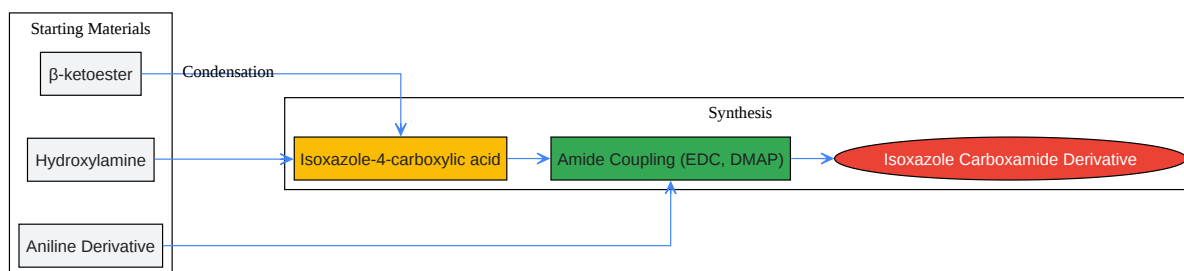 Starting Materials
β-ketoester
Condensation
Synthesis
Hydroxylamine
Isoxazole-4-carboxylic acid
Amide Coupling (EDC, DMAP)
Isoxazole Carboxamide Derivative
Aniline Derivative